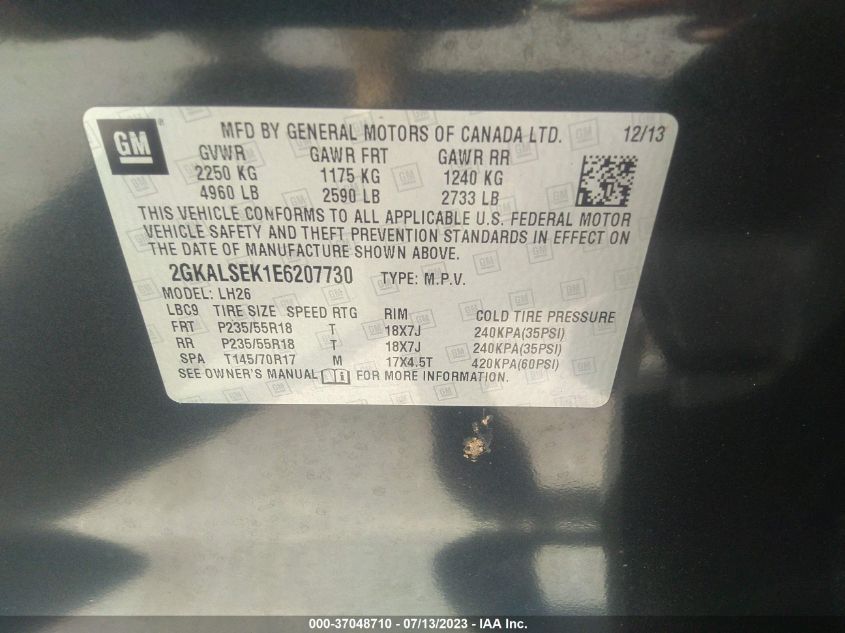 GM ®
MFD BY GENERAL MOTORS OF CANADA LTD. 12/13
GVWR GAWR FRT GAWR RR
2250 KG 1175 KG 1240 KG
4960 LB 2590 LB 2733 LB
THIS VEHICLE CONFORMS TO ALL APPLICABLE U.S. FEDERAL MOTOR
VEHICLE SAFETY AND THEFT PREVENTION STANDARDS IN EFFECT ON
THE DATE OF MANUFACTURE SHOWN ABOVE.
2GKALSEK1E6207730 TYPE: M.P.V.
MODEL: LH26
LBC9 TIRE SIZE SPEED RTG RIM COLD TIRE PRESSURE
FRT P235/55R18 T 18X7J 240KPA(35PSI)
RR P235/55R18 T 18X7J 240KPA(35PSI)
SPA T145/70R17 M 17X4.5T 420KPA(60PSI)
SEE OWNER'S MANUAL FOR MORE INFORMATION.
000-37048710 - 07/13/2023 - IAA Inc.